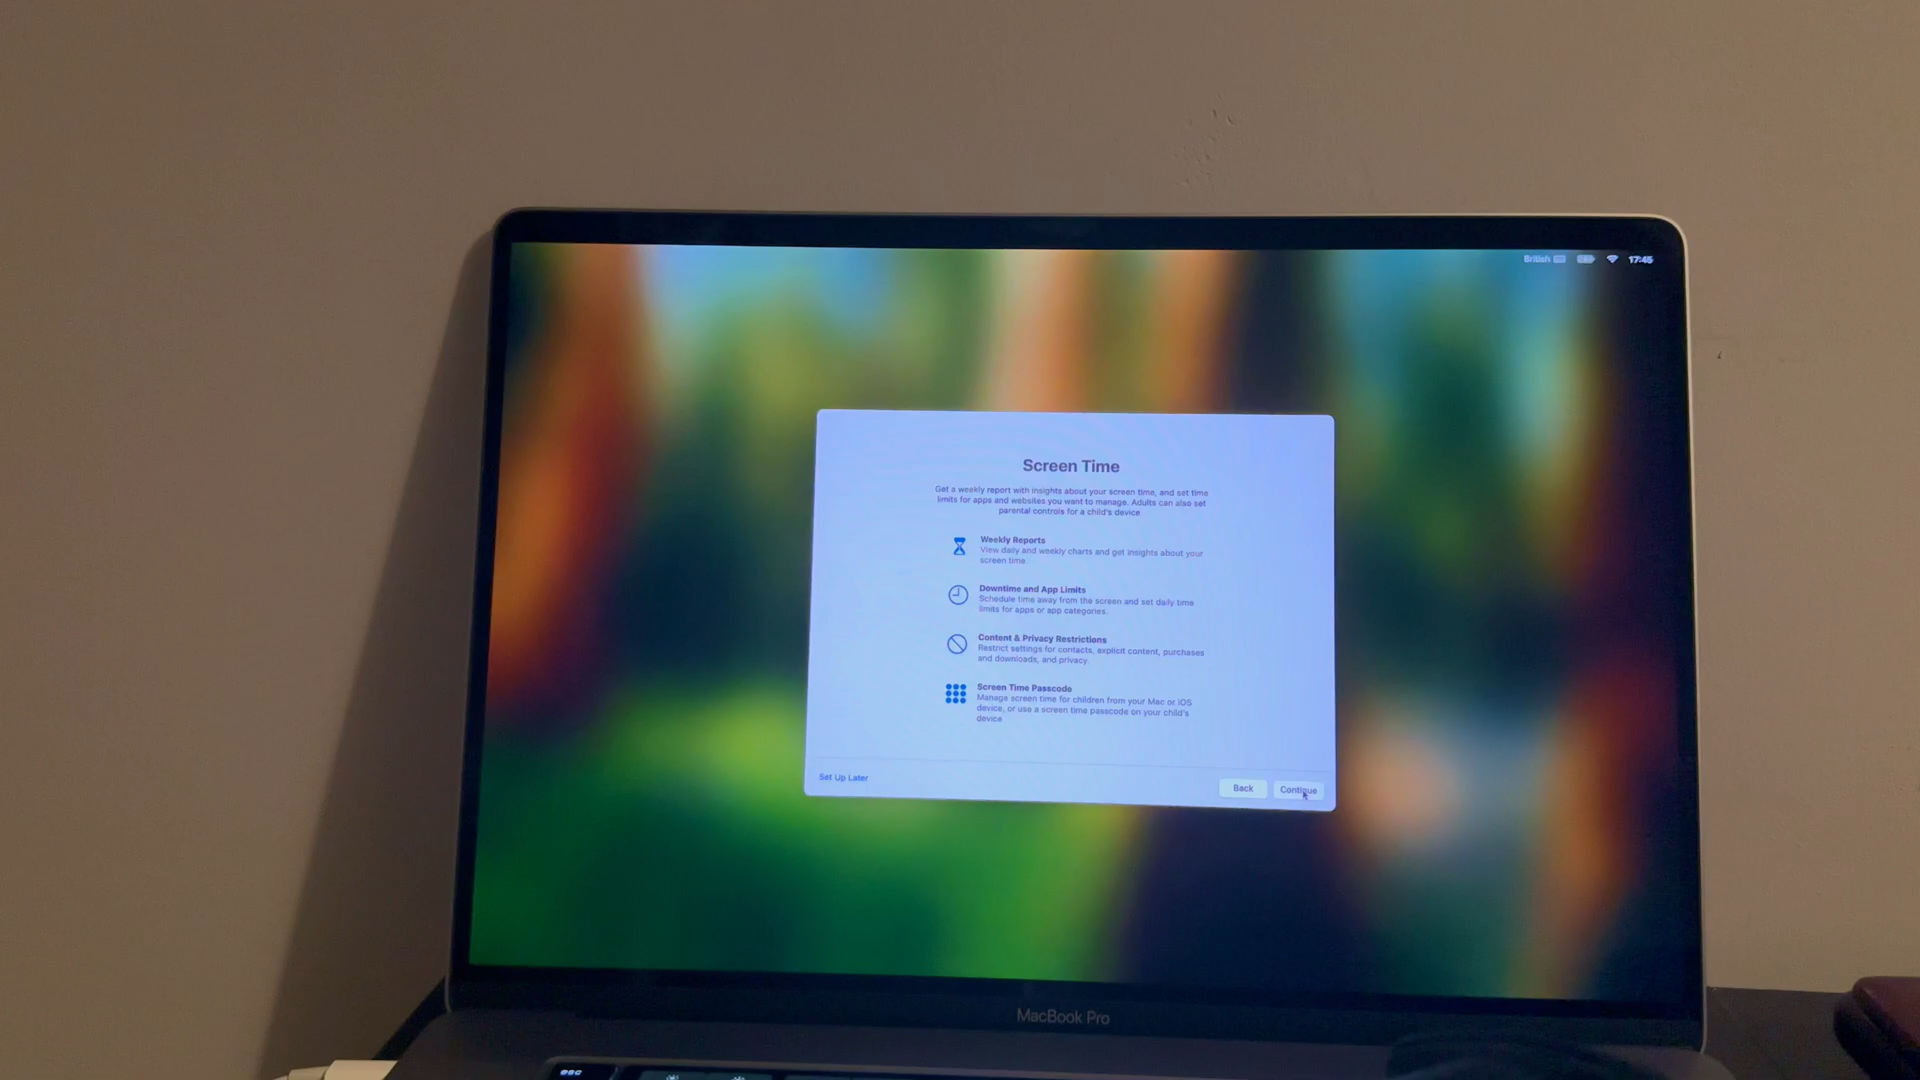 British 17:45
Screen Time
Get a weekly report with insights about your screen time, and set time
limits for apps and websites you want to manage. Adults can also set
parental controls for a child's device
Weekly Reports
View daily and weekly charts and get insights about your
screen time.
Downtime and App Limits
Schedule time away from the screen and set daily time
limits for apps or app categories.
Content & Privacy Restrictions
Restrict settings for contacts, explicit content, purchases
and downloads, and privacy.
Screen Time Passcode
Manage screen time for children from your Mac or iOS
device, or use a screen time passcode on your child's
device
Set Up Later
Back
Continue
MacBook Pro
esc